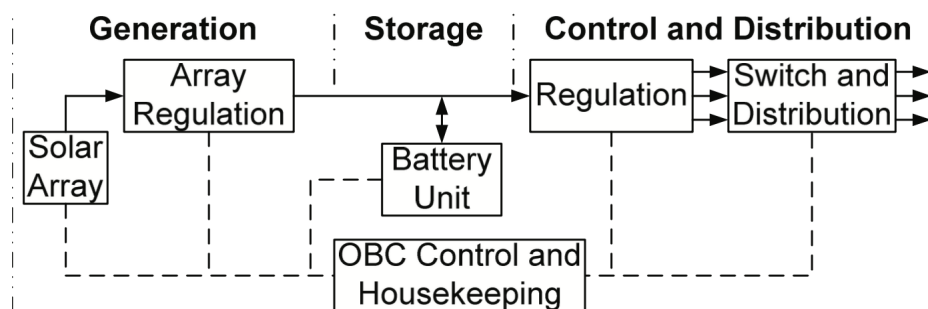 Generation
Storage
Control and Distribution
Array
Regulation
Regulation
Switch and
Distribution
Solar
Array
Battery
Unit
OBC Control and
Housekeeping